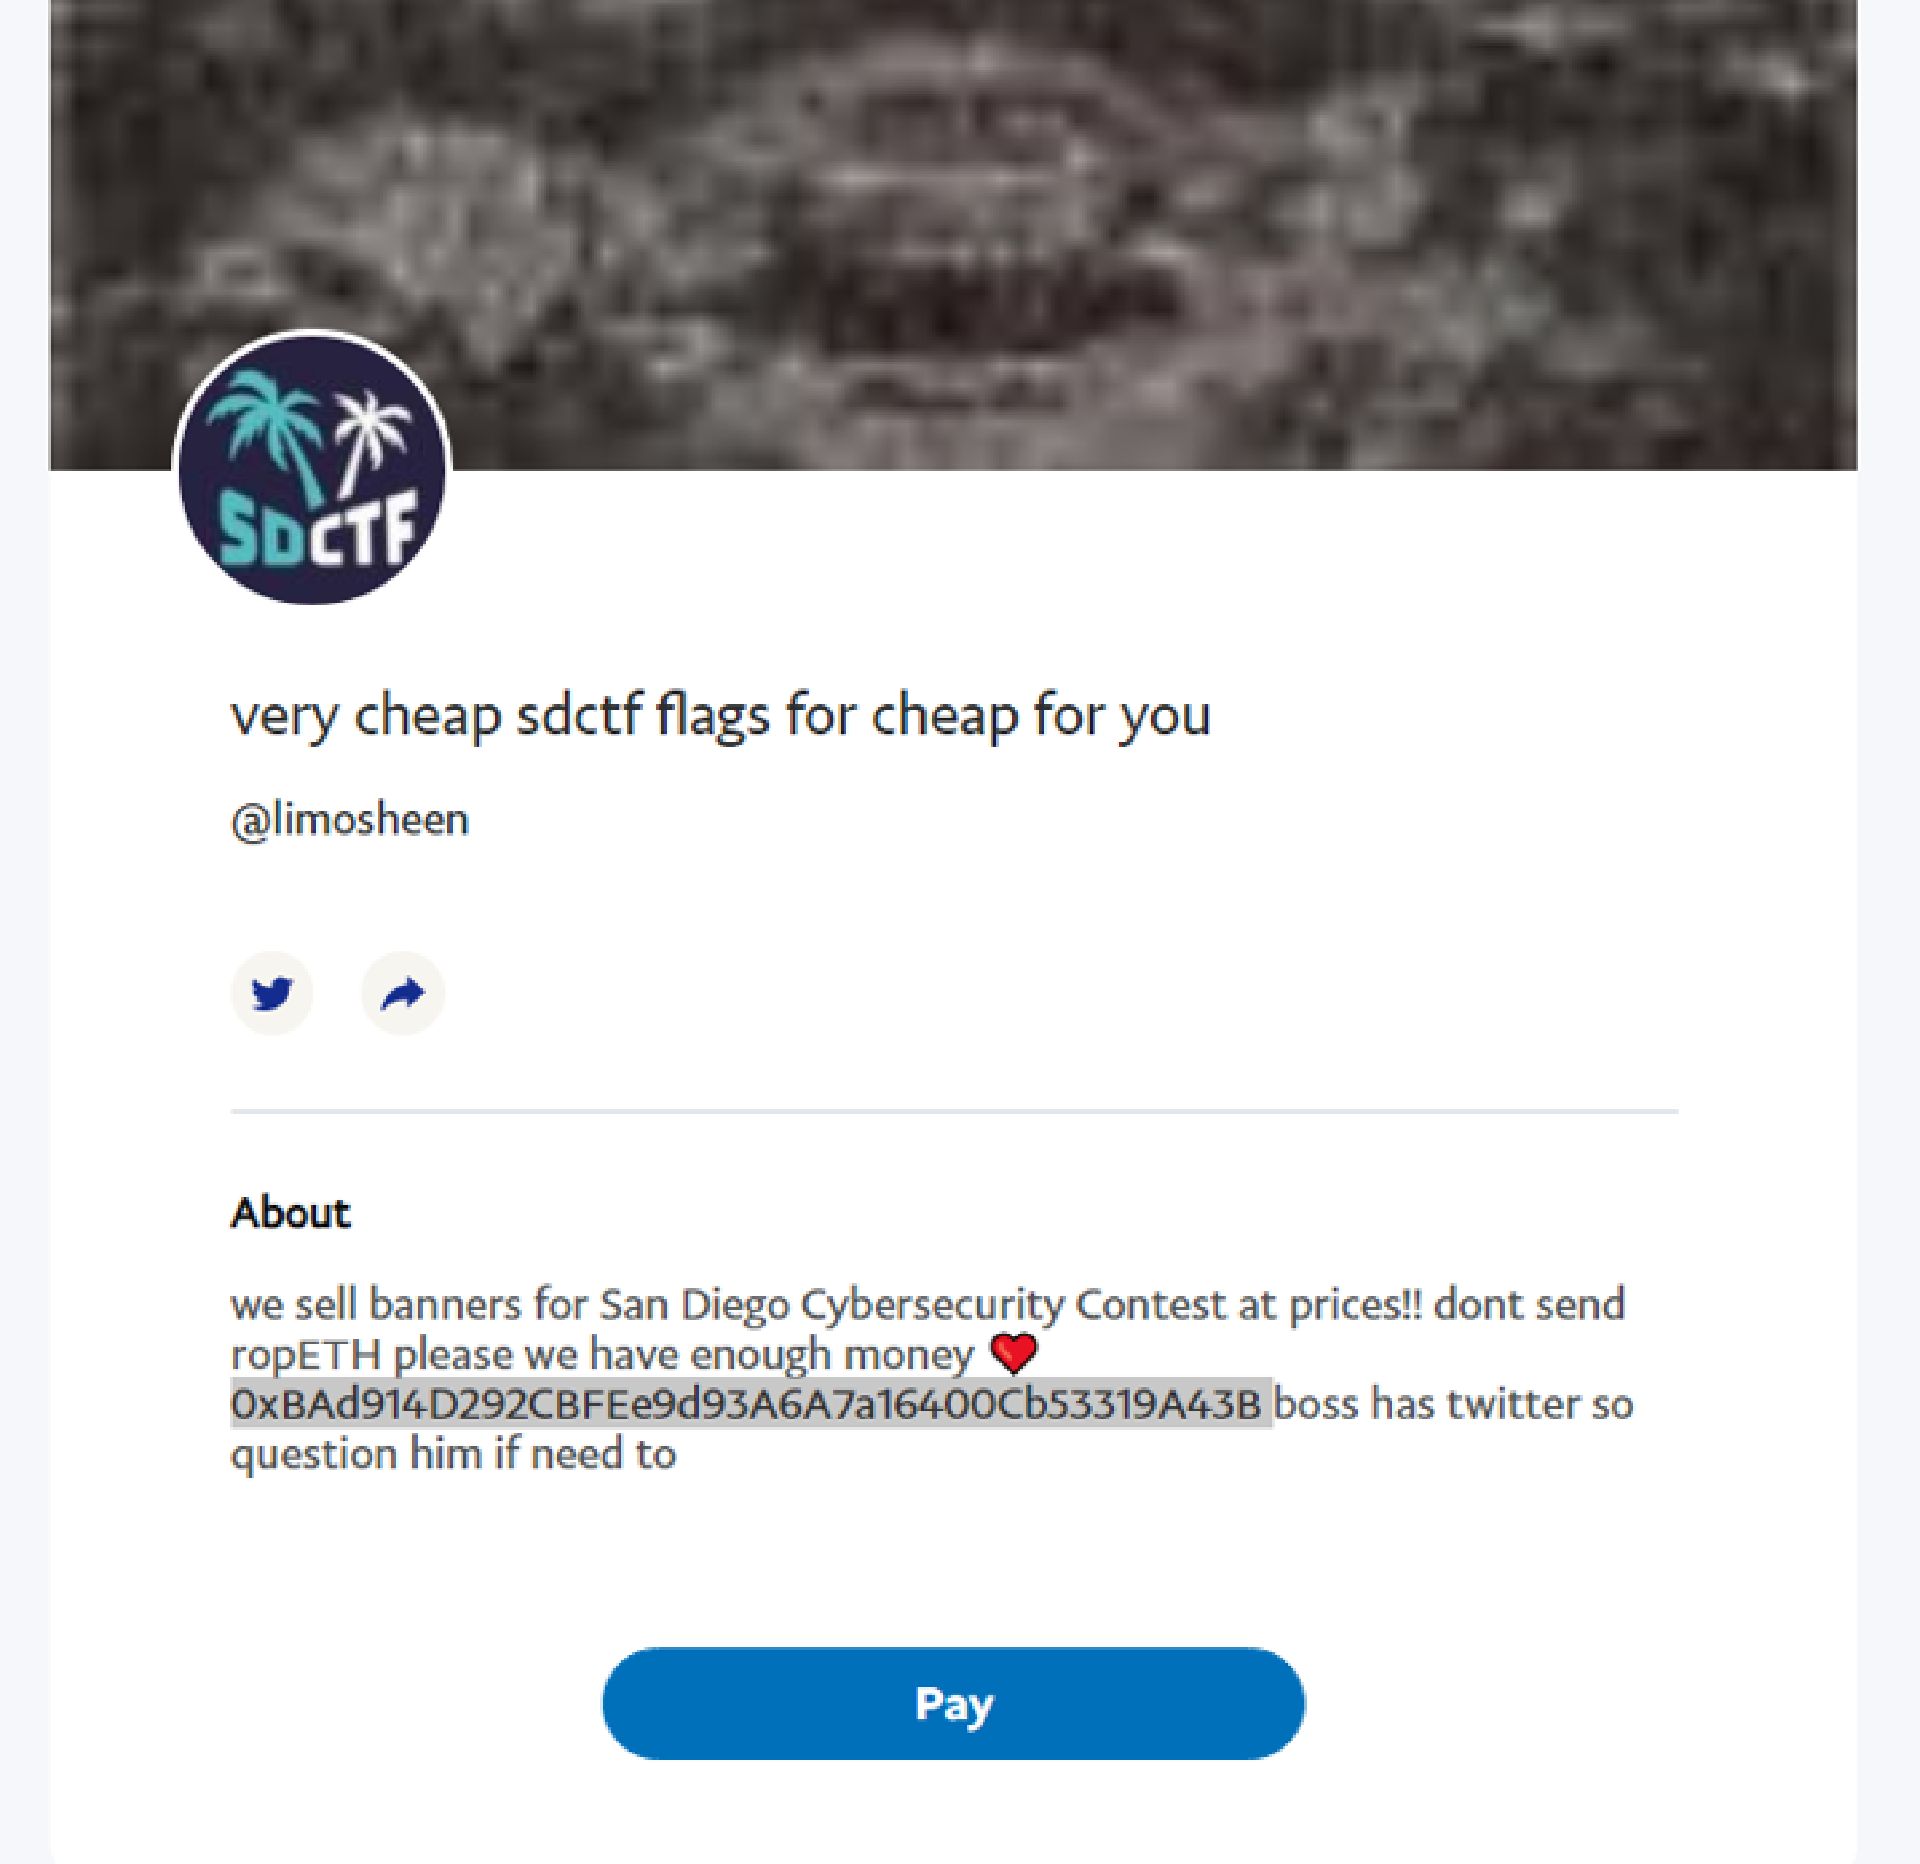 SDCTF
very cheap sdctf flags for cheap for you
@limosheen
About
we sell banners for San Diego Cybersecurity Contest at prices!! dont send
ropETH please we have enough money ❤️
0xBAd914D292CBFEe9d93A6A7a16400Cb53319A43B boss has twitter so
question him if need to
Pay